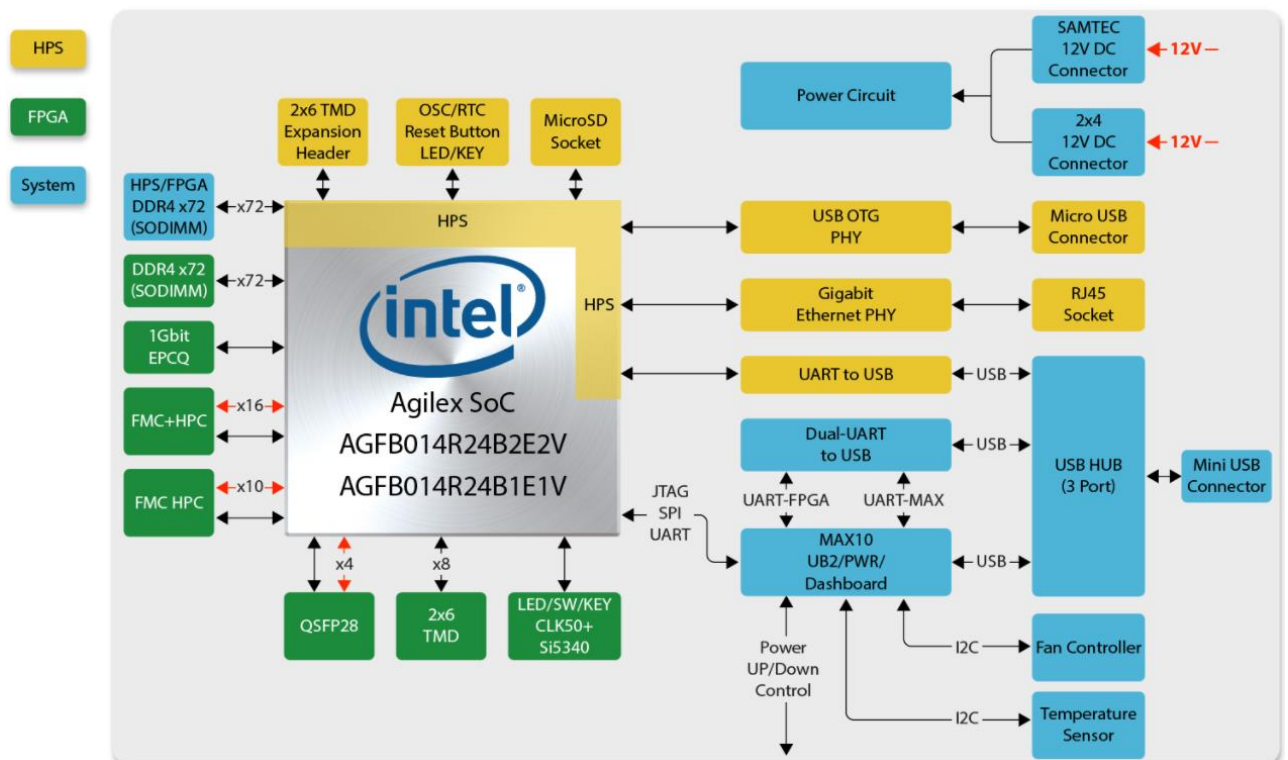 HPS
FPGA
System
2x6 TMD
Expansion
Header
OSC/RTC
Reset Button
LED/KEY
MicroSD
Socket
Power Circuit
SAMTEC
12V DC
Connector
12V
2x4
12V DC
Connector
12V
HPS/FPGA
DDR4 x72
(SODIMM)
x72
DDR4 x72
(SODIMM)
x72
1Gbit
EPCQ
FMC+HPC
x16
FMC HPC
x10
HPS
HPS
intel
®
Agilex SoC
AGFB014R24B2E2V
AGFB014R24B1E1V
USB OTG
PHY
Micro USB
Connector
Gigabit
Ethernet PHY
RJ45
Socket
UART to USB
USB
Dual-UART
to USB
USB
USB HUB
(3 Port)
Mini USB
Connector
UART-FPGA
UART-MAX
JTAG
SPI
UART
MAX10
UB2/PWR/
Dashboard
USB
x4
x8
QSFP28
2x6
TMD
LED/SW/KEY
CLK50+
Si5340
Power
UP/Down
Control
I2C
Fan Controller
I2C
Temperature
Sensor